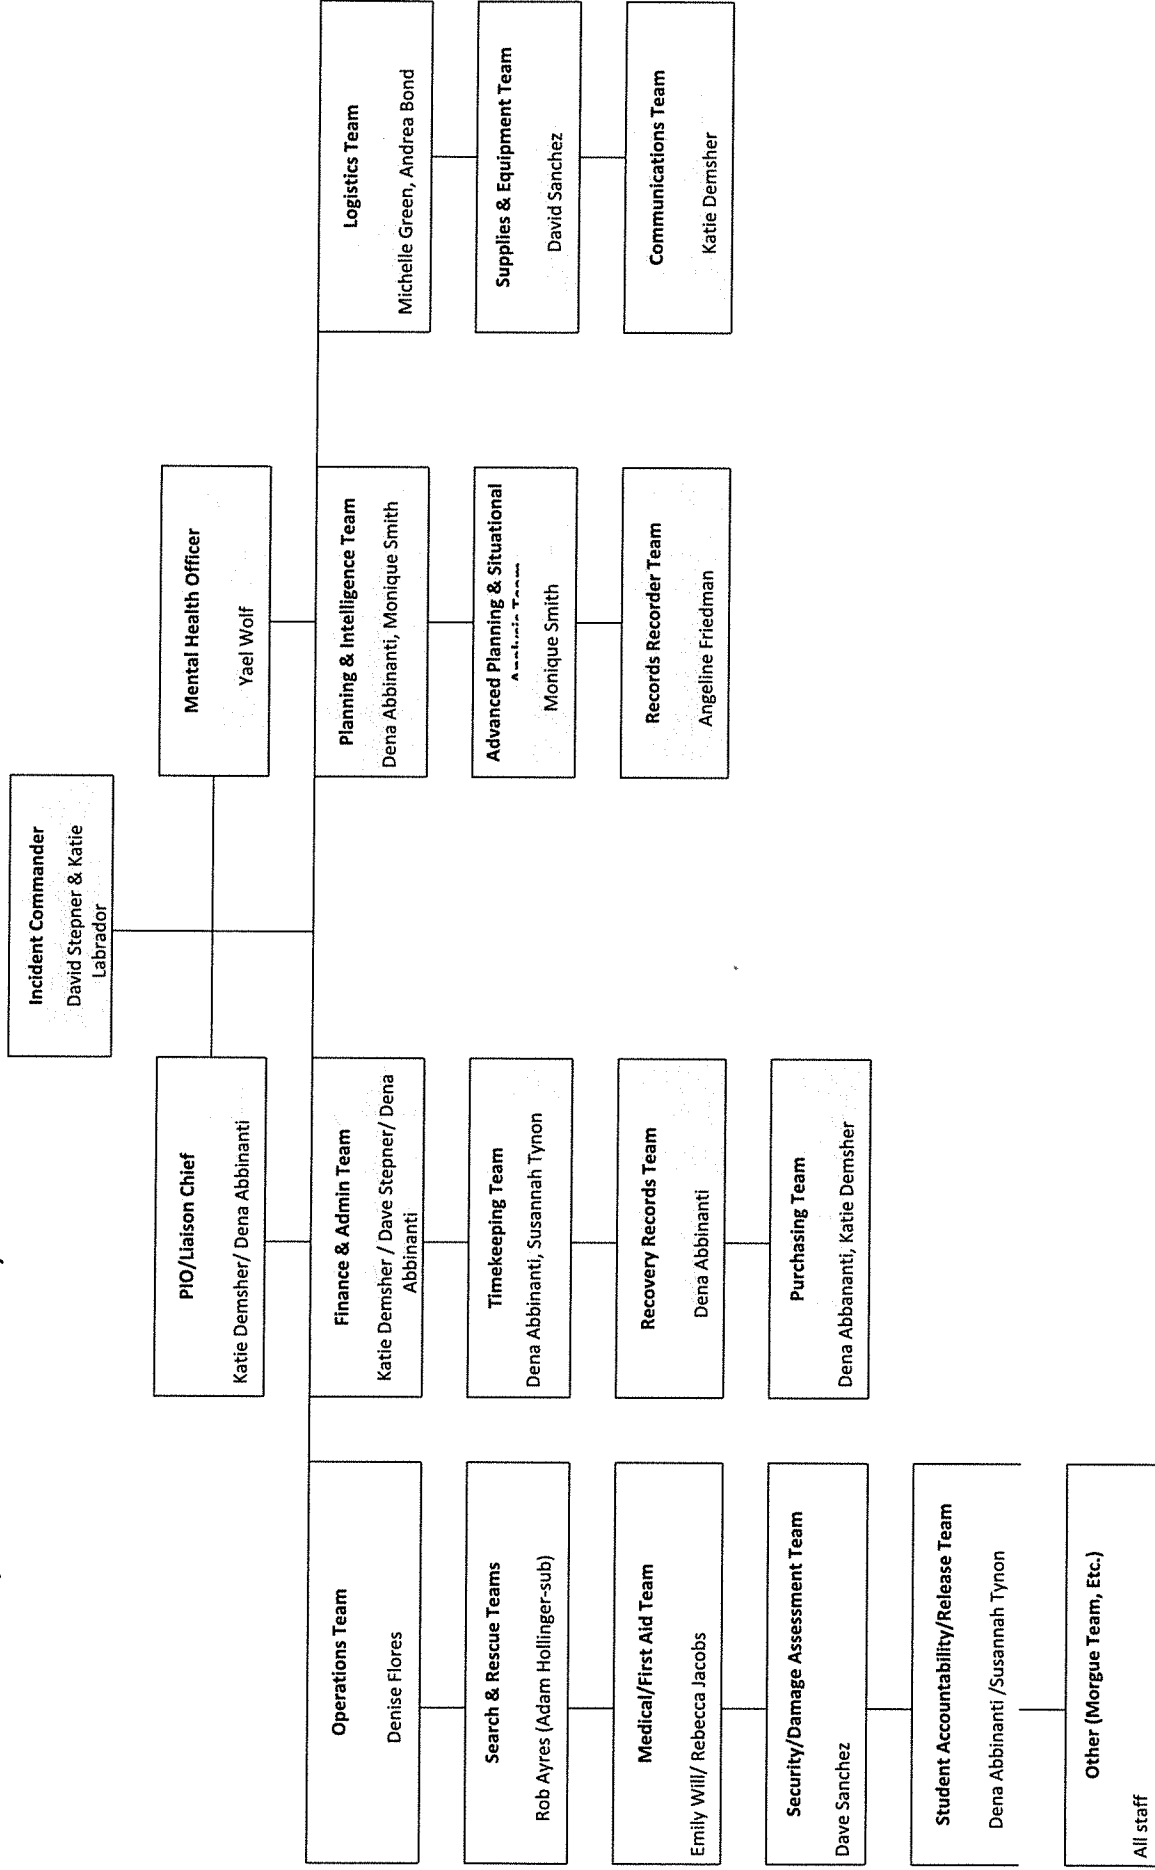 Incident Commander
David Stepner & Katie
Labrador
PIO/Liaison Chief
Katie Demsher/ Dena Abbinanti
Mental Health Officer
Yael Wolf
Operations Team
Denise Flores
Search & Rescue Teams
Rob Ayres (Adam Hollinger-sub)
Medical/First Aid Team
Emily Will/ Rebecca Jacobs
Security/Damage Assessment Team
Dave Sanchez
Student Accountability/Release Team
Dena Abbinanti /Susannah Tynon
Other (Morgue Team, Etc.)
All staff
Finance & Admin Team
Katie Demsher / Dave Stepner/ Dena
Abbinanti
Timekeeping Team
Dena Abbinanti, Susannah Tynon
Recovery Records Team
Dena Abbinanti
Purchasing Team
Dena Abbananti, Katie Demsher
Planning & Intelligence Team
Dena Abbinanti, Monique Smith
Advanced Planning & Situational
Monique Smith
Records Recorder Team
Angeline Friedman
Logistics Team
Michelle Green, Andrea Bond
Supplies & Equipment Team
David Sanchez
Communications Team
Katie Demsher